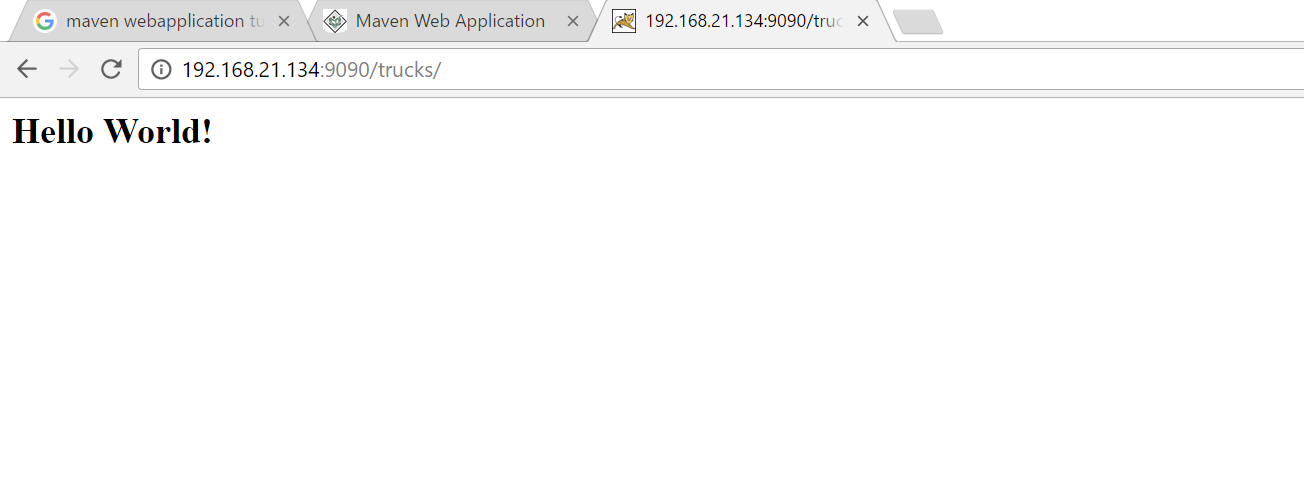 maven webapplication tu
Maven Web Application
192.168.21.134:9090/truc
192.168.21.134:9090/trucks/
Hello World!